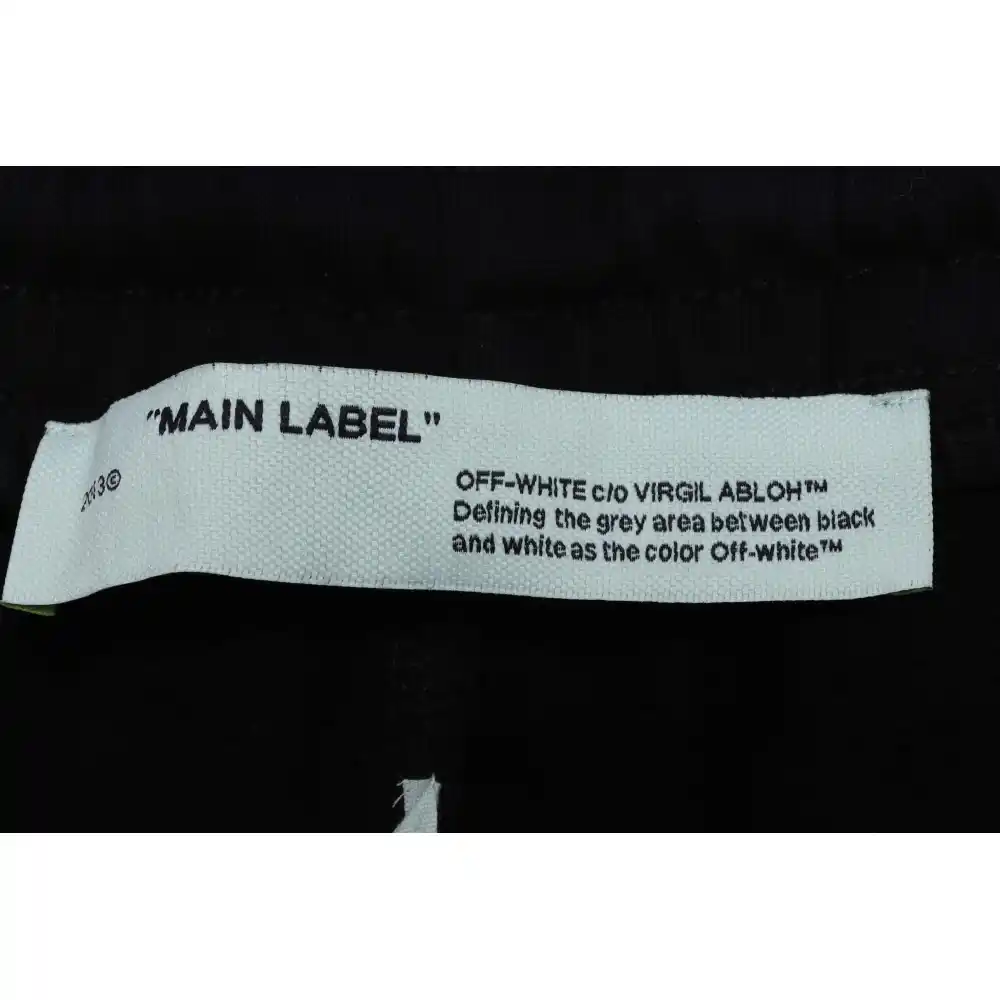 "MAIN LABEL"
OFF-WHITE c/o VIRGIL ABLOH™
Defining the grey area between black
and white as the color Off-white™